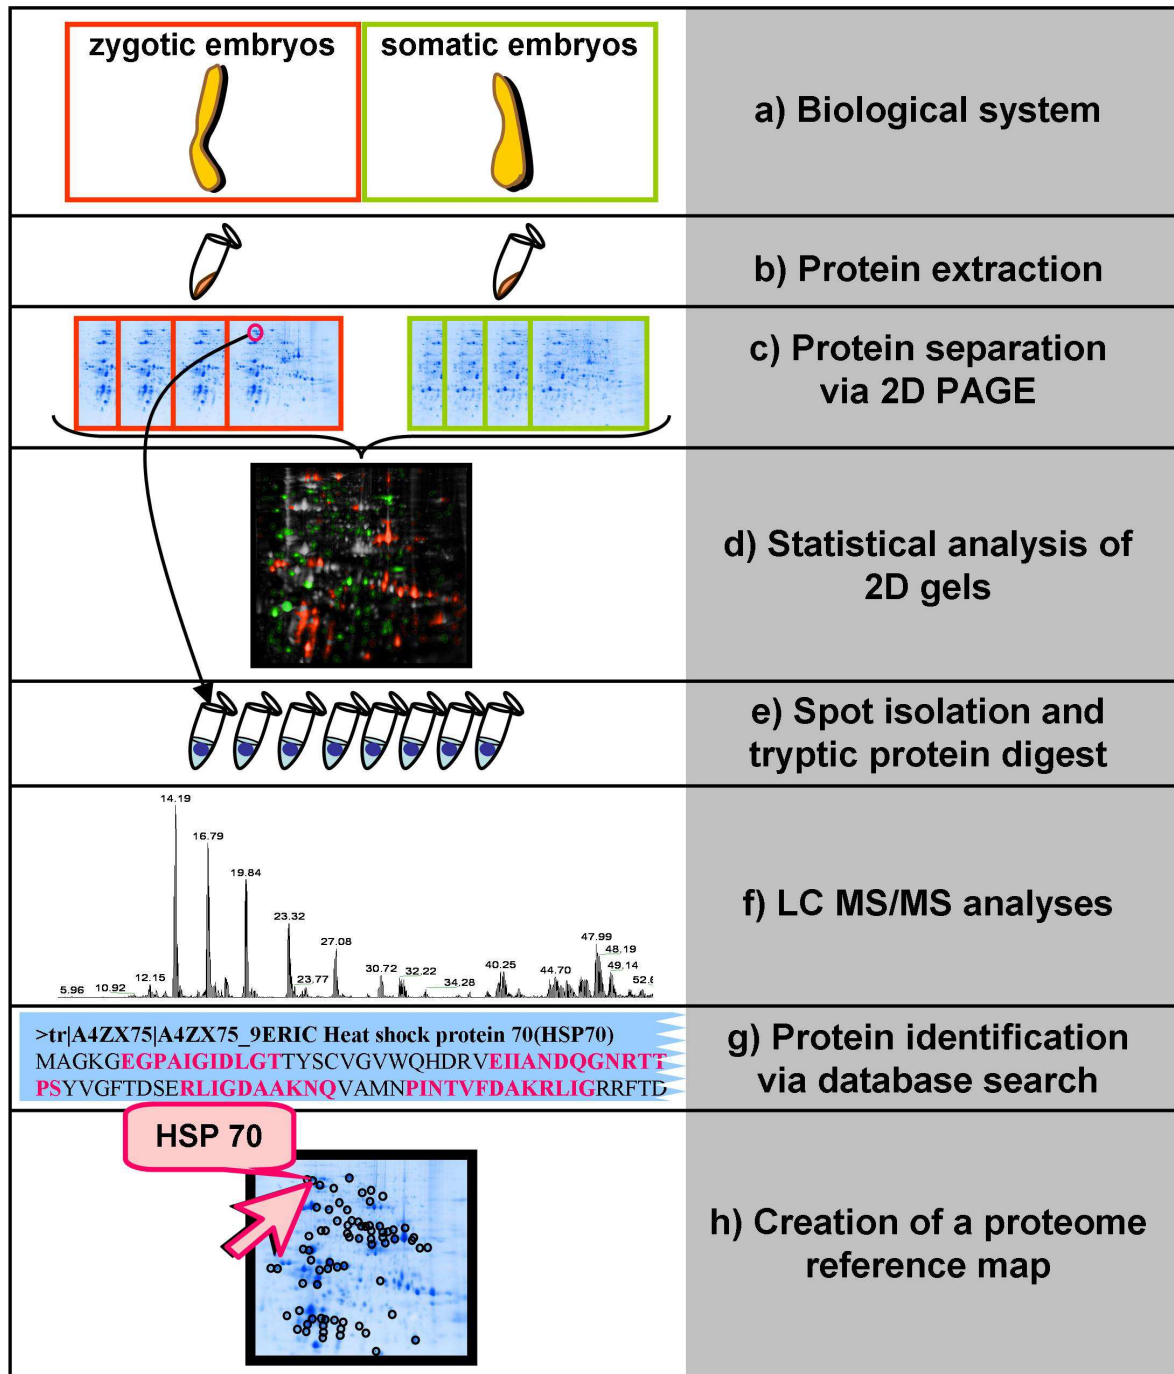 zygotic embryos
somatic embryos
a) Biological system
b) Protein extraction
c) Protein separation
via 2D PAGE
d) Statistical analysis of
2D gels
e) Spot isolation and
tryptic protein digest
14.19
16.79
19.84
23.32
27.08
5.96
10.92
12.15
23.77
30.72
32.22
34.28
40.25
44.70
47.99
48.19
49.14
f) LC MS/MS analyses
>tr|A4ZX75|A4ZX75_9ERIC Heat shock protein 70(HSP70)
MAGKGEGPAIGIDLGTTYSCVGVWQHDRVEIIANDQGNRTT
PSYVGFTDSERLIGDAAKNQVAMNPINTVFDAKRLIGRRFTD
g) Protein identification
via database search
HSP 70
h) Creation of a proteome
reference map